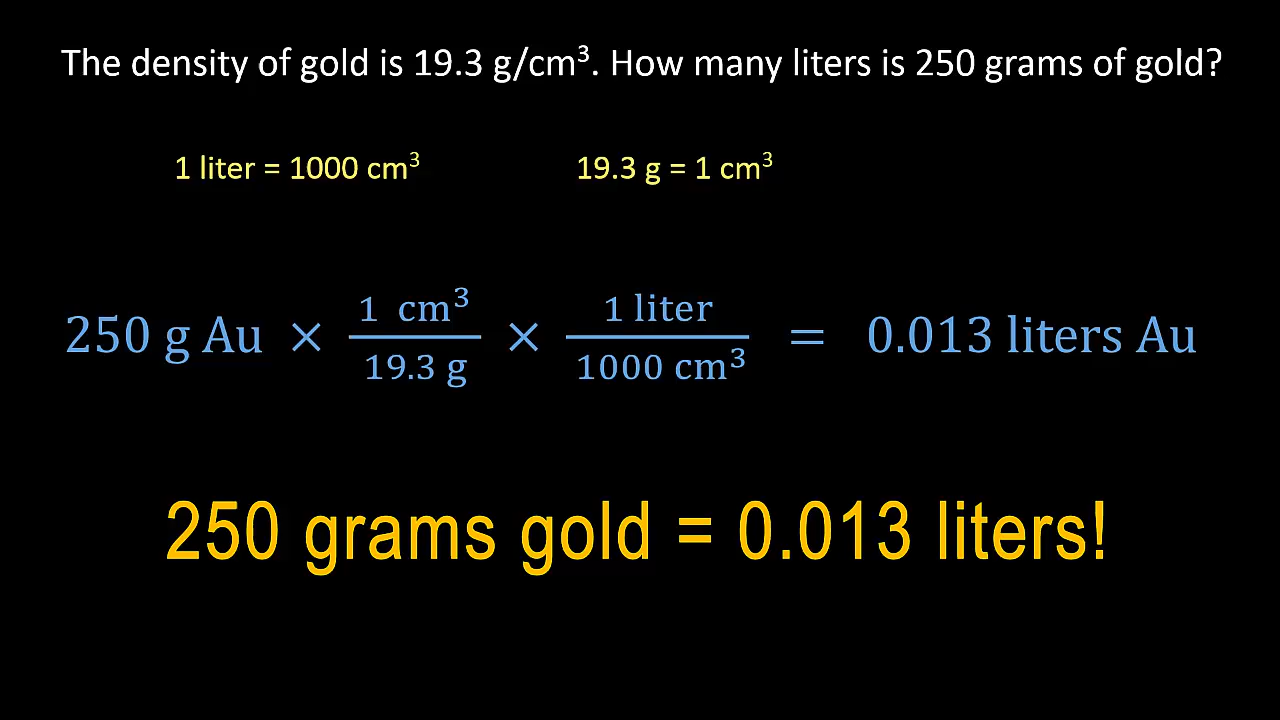 The density of gold is 19.3 g/cm³. How many liters is 250 grams of gold?
1 liter = 1000 cm³ 19.3 g = 1 cm³
250 g Au × 1 cm³/19.3 g × 1 liter/1000 cm³ = 0.013 liters Au
250 grams gold = 0.013 liters!